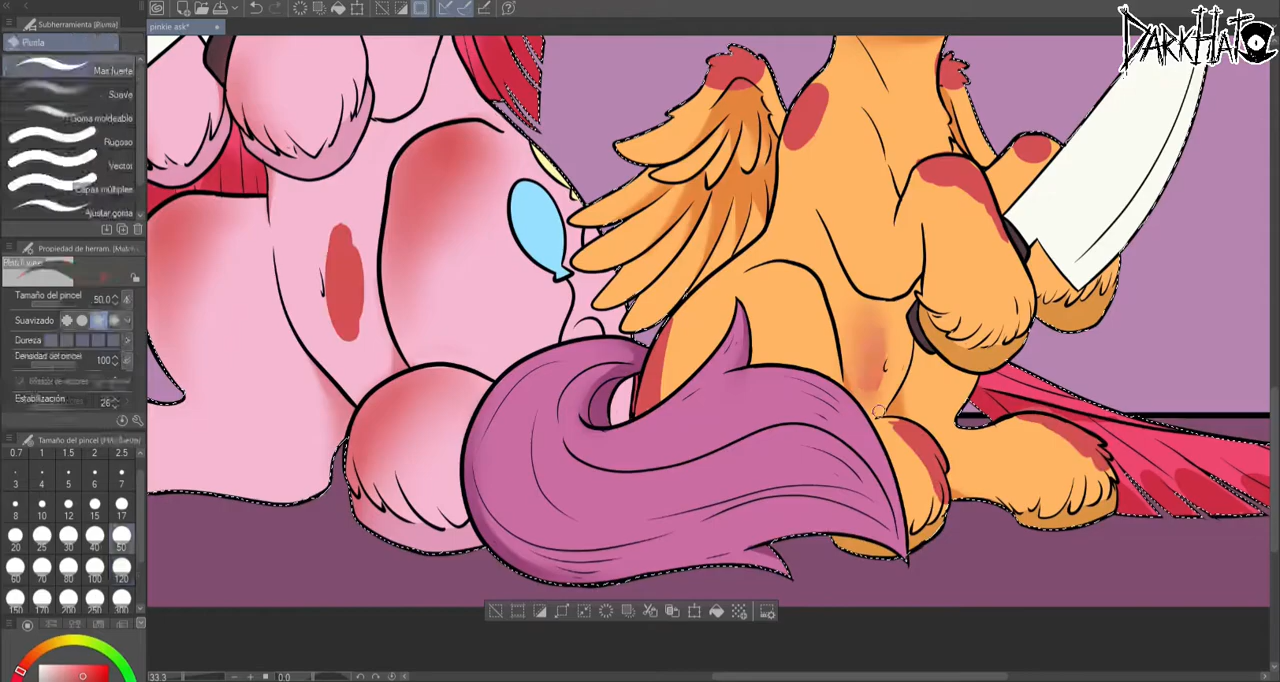 pinkie ask*
DARKHAT
Subherramienta (Pluma)
Pluma
Mas fuerte
Suave
Goma moldeable
Rugoso
Vector
Capas múltiples
Ajustar goma
Propiedad de herram.
Tamaño del pincel 50.0
Suavizado
Dureza
Densidad del pincel 100
Estabilización 26
Tamaño del pincel
0.7 1 1.5 2 2.5
3 4 5 6 7
8 10 12 15 17
20 25 30 40 50
60 70 80 100 120
150 170 200 250 300
33.3 0.0